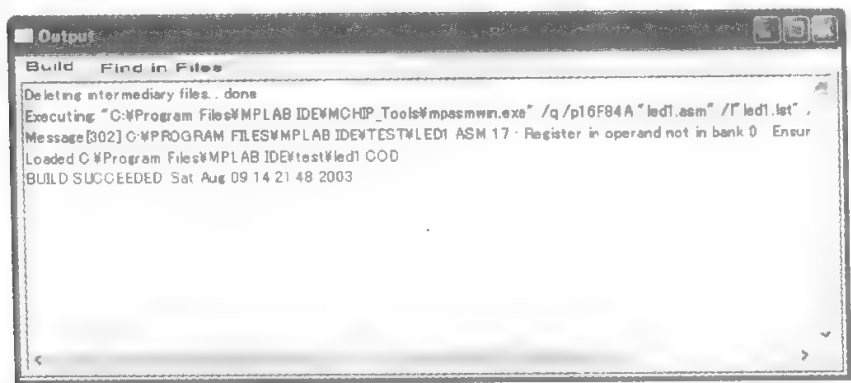 Output
Build Find in Files
Deleting intermediary files.. done
Executing "C:¥Program Files¥MPLAB IDE¥MCHIP_Tools¥mpasmwin.exe" /q /p16F84A "led1.asm" /l"led1.lst" .
Message[302] C:¥PROGRAM FILES¥MPLAB IDE¥TEST¥LED1 ASM 17 : Register in operand not in bank 0 Ensur
Loaded C ¥Program Files¥MPLAB IDE¥test¥led1 COD
BUILD SUCCEEDED Sat Aug 09 14 21 48 2003